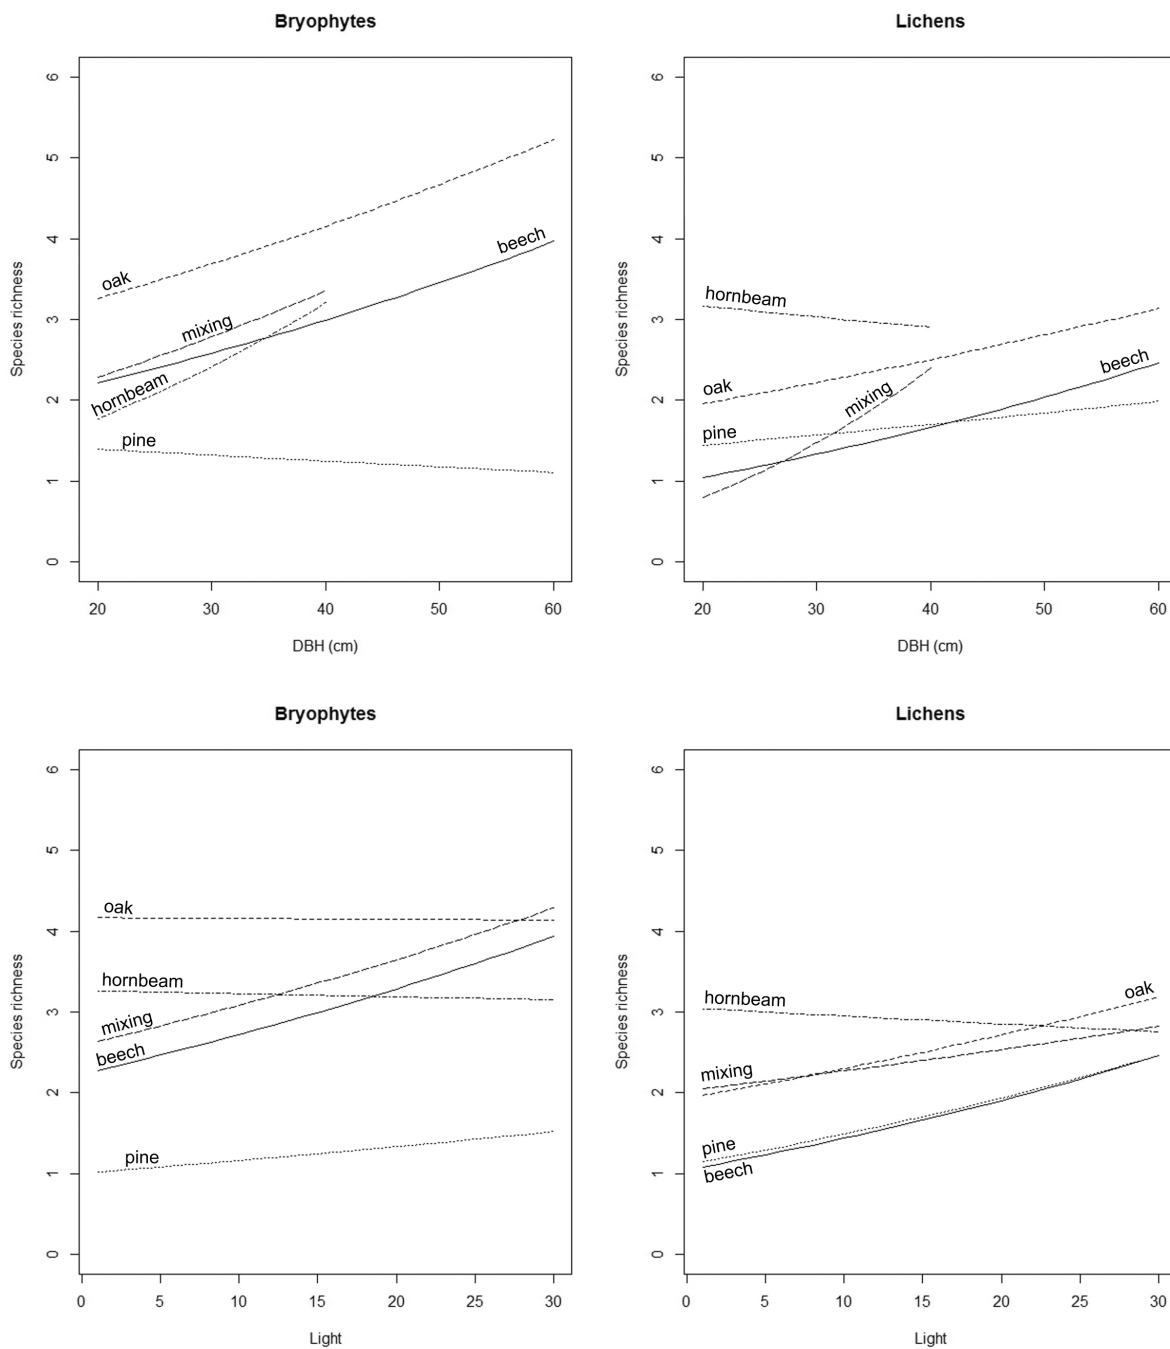 Bryophytes
Species richness
6
5
4
3
2
1
0
oak
beech
mixing
hornbeam
pine
20 30 40 50 60
DBH (cm)
Lichens
Species richness
6
5
4
3
2
1
0
hornbeam
beech
oak
mixing
pine
20 30 40 50 60
DBH (cm)
Bryophytes
Species richness
6
5
4
3
2
1
0
oak
hornbeam
mixing
beech
pine
0 5 10 15 20 25 30
Light
Lichens
Species richness
6
5
4
3
2
1
0
hornbeam
oak
mixing
pine
beech
0 5 10 15 20 25 30
Light